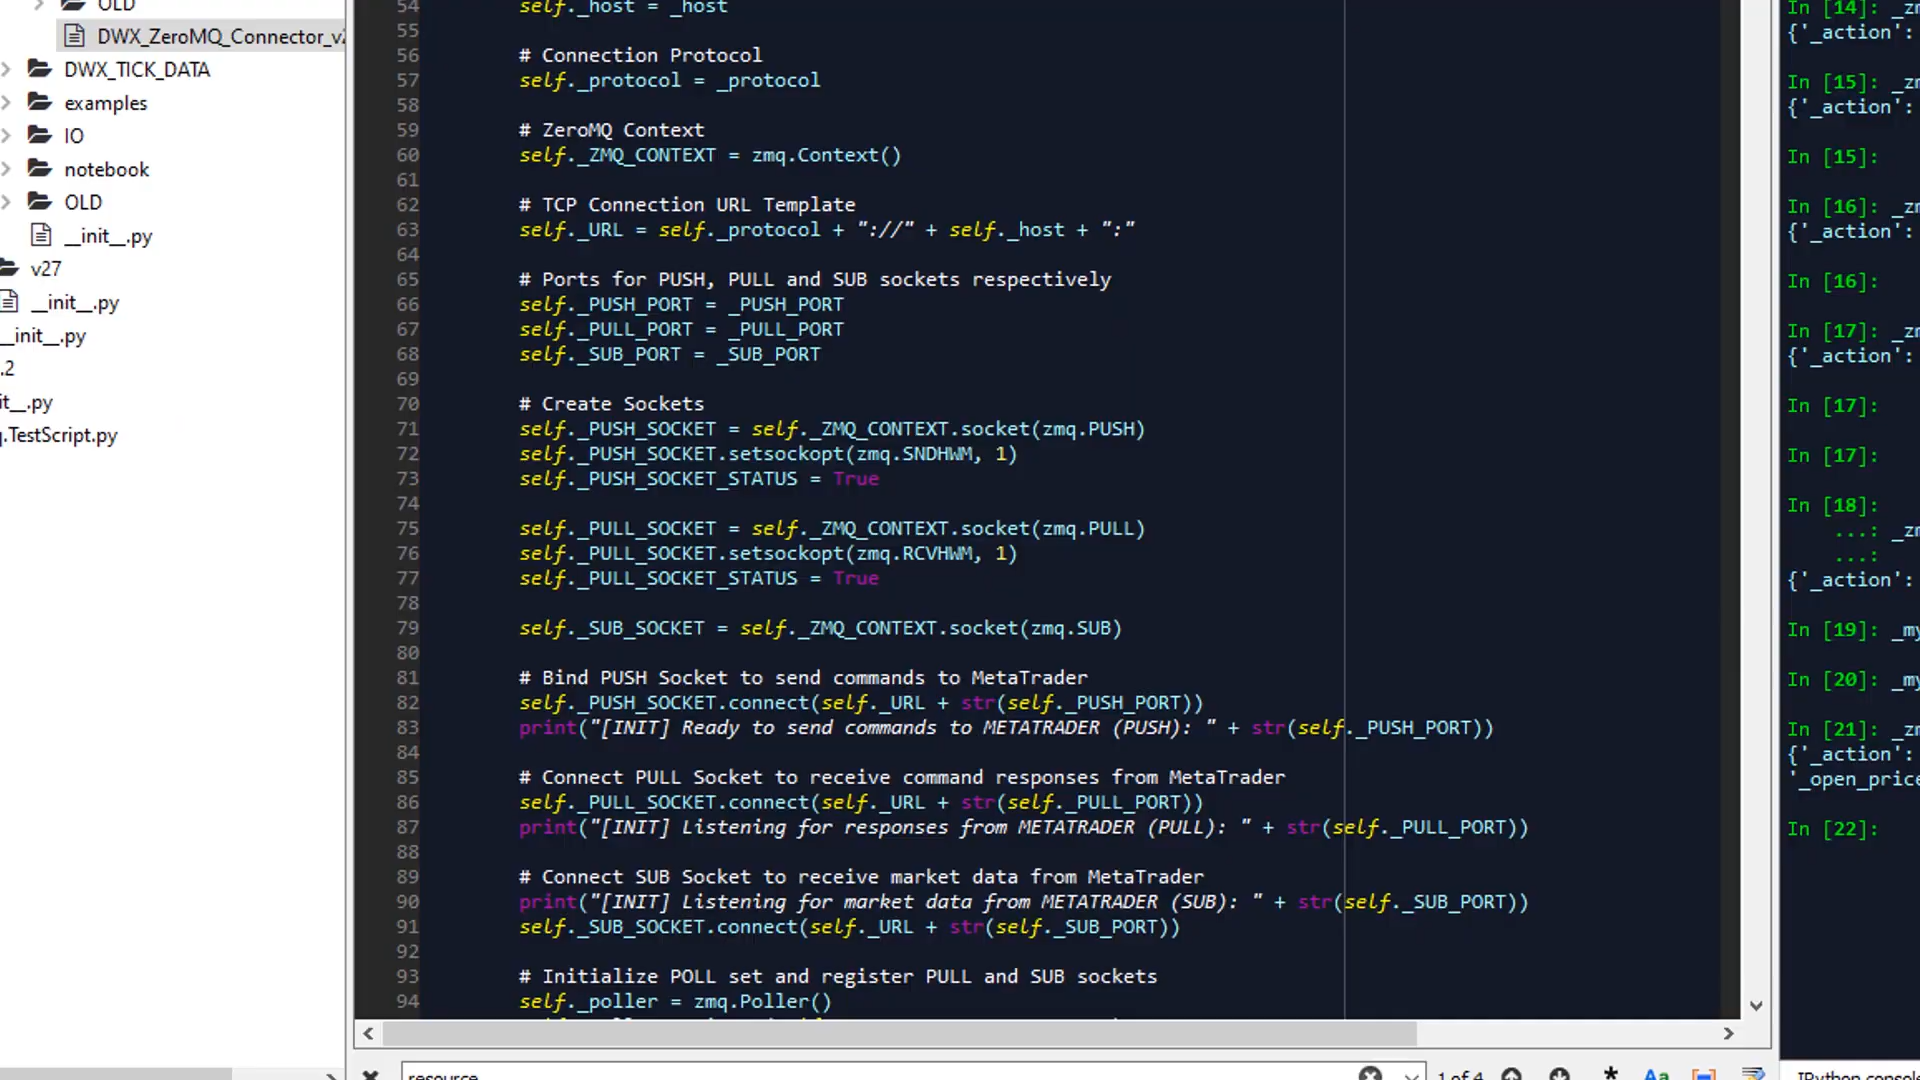 OLD
DWX_ZeroMQ_Connector_v2
DWX_TICK_DATA
examples
IO
notebook
OLD
__init__.py
v27
__init__.py
__init__.py
.2
it__.py
q.TestScript.py
54 self._host = _host
55
56 # Connection Protocol
57 self._protocol = _protocol
58
59 # ZeroMQ Context
60 self._ZMQ_CONTEXT = zmq.Context()
61
62 # TCP Connection URL Template
63 self._URL = self._protocol + "://" + self._host + ":"
64
65 # Ports for PUSH, PULL and SUB sockets respectively
66 self._PUSH_PORT = _PUSH_PORT
67 self._PULL_PORT = _PULL_PORT
68 self._SUB_PORT = _SUB_PORT
69
70 # Create Sockets
71 self._PUSH_SOCKET = self._ZMQ_CONTEXT.socket(zmq.PUSH)
72 self._PUSH_SOCKET.setsockopt(zmq.SNDHWM, 1)
73 self._PUSH_SOCKET_STATUS = True
74
75 self._PULL_SOCKET = self._ZMQ_CONTEXT.socket(zmq.PULL)
76 self._PULL_SOCKET.setsockopt(zmq.RCVHWM, 1)
77 self._PULL_SOCKET_STATUS = True
78
79 self._SUB_SOCKET = self._ZMQ_CONTEXT.socket(zmq.SUB)
80
81 # Bind PUSH Socket to send commands to MetaTrader
82 self._PUSH_SOCKET.connect(self._URL + str(self._PUSH_PORT))
83 print("[INIT] Ready to send commands to METATRADER (PUSH): " + str(self._PUSH_PORT))
84
85 # Connect PULL Socket to receive command responses from MetaTrader
86 self._PULL_SOCKET.connect(self._URL + str(self._PULL_PORT))
87 print("[INIT] Listening for responses from METATRADER (PULL): " + str(self._PULL_PORT))
88
89 # Connect SUB Socket to receive market data from MetaTrader
90 print("[INIT] Listening for market data from METATRADER (SUB): " + str(self._SUB_PORT))
91 self._SUB_SOCKET.connect(self._URL + str(self._SUB_PORT))
92
93 # Initialize POLL set and register PULL and SUB sockets
94 self._poller = zmq.Poller()
resource
1 of 4
Aa
In [14]: _zm
{'_action':
In [15]: _zm
{'_action':
In [15]:
In [16]: _zm
{'_action':
In [16]:
In [17]: _zm
{'_action':
In [17]:
In [17]:
In [18]:
...: _zm
...:
{'_action':
In [19]: _my
In [20]: _my
In [21]: _zm
{'_action':
'_open_price
In [22]:
IPython console